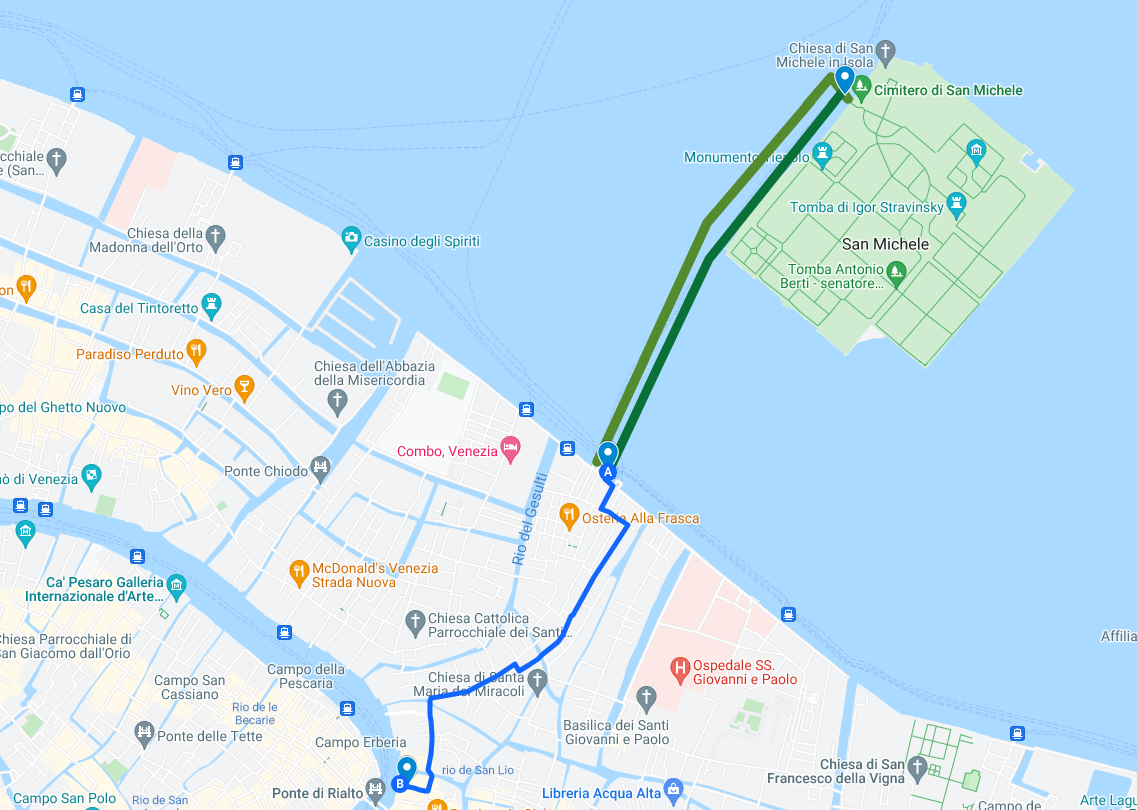 Chiesa di San
Michele in Isola
Cimitero di San Michele
Monumento Tiepolo
Tomba di Igor Stravinsky
San Michele
Tomba Antonio
Berti - senatore...
cchiale
e (San...
Chiesa della
Madonna dell'Orto
Casino degli Spiriti
on
Casa del Tintoretto
Paradiso Perduto
Chiesa dell'Abbazia
della Misericordia
Vino Vero
po del Ghetto Nuovo
Combo, Venezia
Ponte Chiodo
ò di Venezia
A
Rio del Gesuiti
Osteria Alla Frasca
McDonald's Venezia
Strada Nuova
Ca' Pesaro Galleria
Internazionale d'Arte...
Chiesa Cattolica
Parrocchiale dei Santi...
Chiesa Parrocchiale di
San Giacomo dall'Orio
Affilia
Campo della
Pescaria
Chiesa di Santa
Maria dei Miracoli
H
Ospedale SS.
Giovanni e Paolo
Campo San
Cassiano
Rio de le
Becarie
Basilica dei Santi
Giovanni e Paolo
Ponte delle Tette
Campo Erberia
rio de San Lio
Chiesa di San
Francesco della Vigna
B
Ponte di Rialto
Libreria Acqua Alta
Campo San Polo
Rio de San
Campo de
Arte Lagu